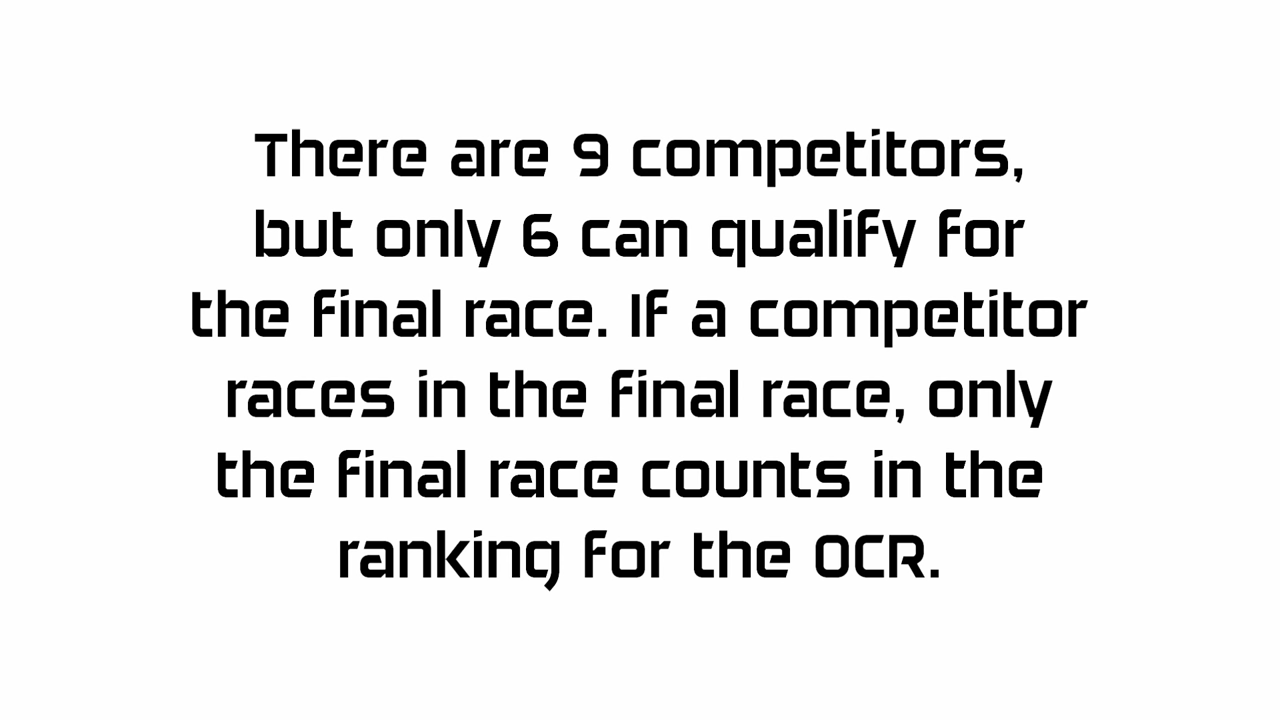 There are 9 competitors,
but only 6 can qualify for
the final race. If a competitor
races in the final race, only
the final race counts in the
ranking for the OCR.